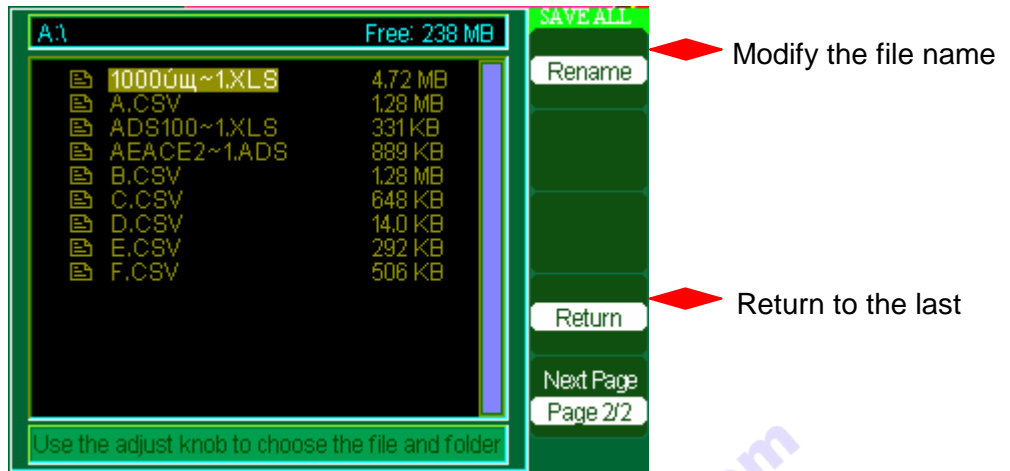 A:\ Free: 238 MB
1000úщ~1.XLS 4.72 MB
A.CSV 1.28 MB
ADS100~1.XLS 331 KB
AEACE2~1.ADS 889 KB
B.CSV 1.28 MB
C.CSV 648 KB
D.CSV 14.0 KB
E.CSV 292 KB
F.CSV 506 KB
Use the adjust knob to choose the file and folder
SAVE ALL
Rename
Return
Next Page
Page 2/2
Modify the file name
Return to the last
om